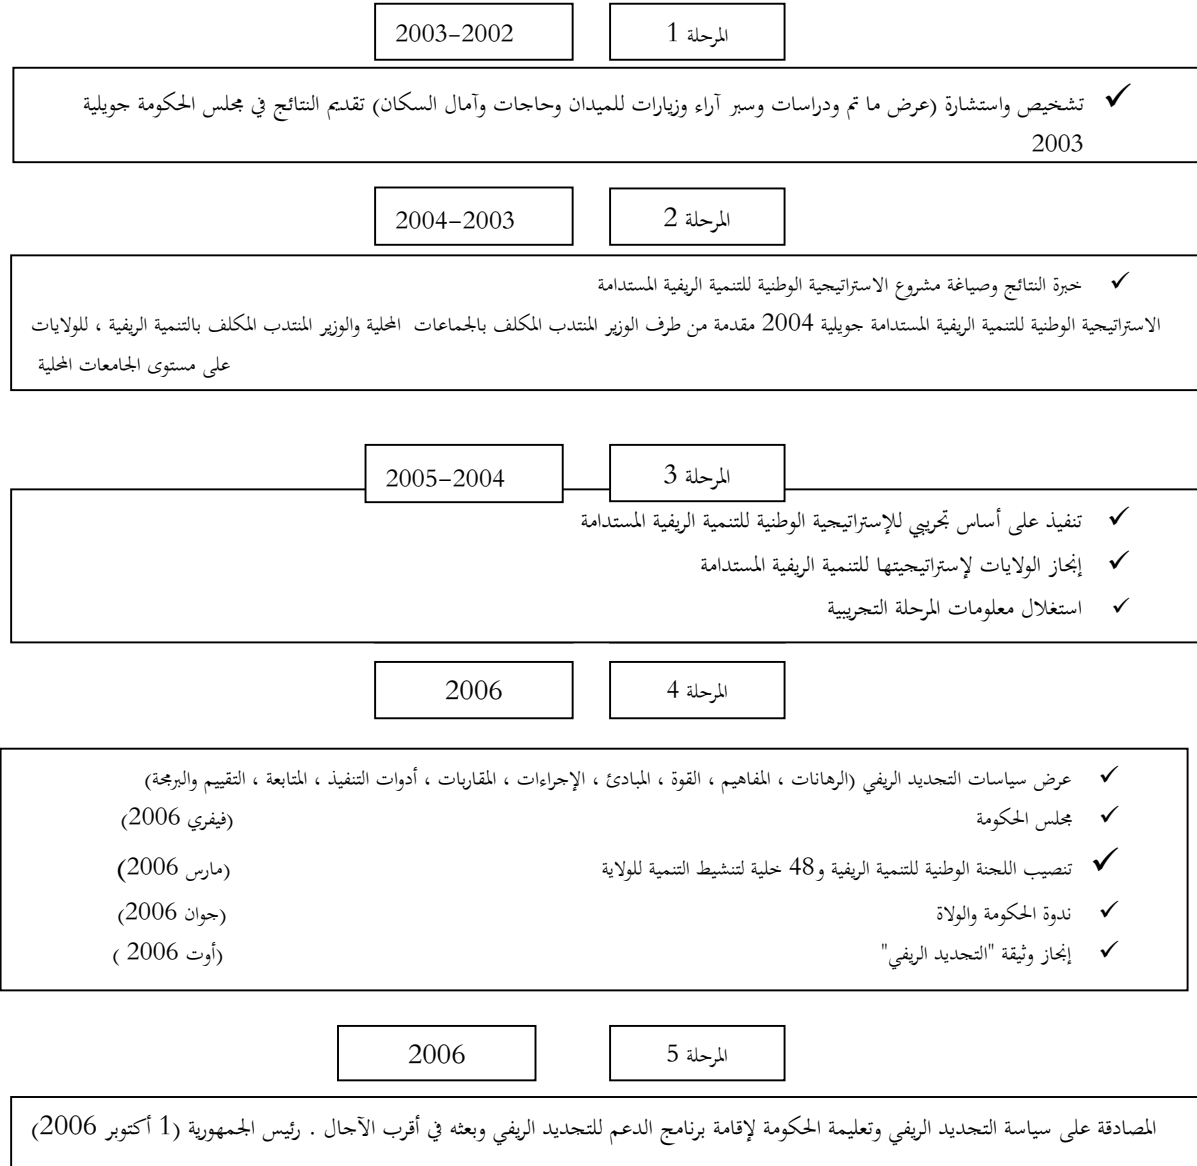 المرحلة 1
2002-2003
✓ تشخيص واستشارة (عرض ما تم ودراسات وسبر آراء وزيارات للميدان وحاجات وآمال السكان) تقديم النتائج في مجلس الحكومة جويلية
2003
المرحلة 2
2003-2004
✓ خبرة النتائج وصياغة مشروع الاستراتيجية الوطنية للتنمية الريفية المستدامة
الاستراتيجية الوطنية للتنمية الريفية المستدامة جويلية 2004 مقدمة من طرف الوزير المنتدب المكلف بالجماعات المحلية والوزير المنتدب المكلف بالتنمية الريفية ، للولايات
على مستوى الجامعات المحلية
المرحلة 3
2004-2005
✓ تنفيذ على أساس تجريبي للإستراتيجية الوطنية للتنمية الريفية المستدامة
✓ إنجاز الولايات لإستراتيجيتها للتنمية الريفية المستدامة
✓ استغلال معلومات المرحلة التجريبية
المرحلة 4
2006
✓ عرض سياسات التجديد الريفي (الرهانات ، المفاهيم ، القوة ، المبادئ ، الإجراءات ، المقاربات ، أدوات التنفيذ ، المتابعة ، التقييم والبرمجة)
✓ مجلس الحكومة (فيفري 2006)
✓ تنصيب اللجنة الوطنية للتنمية الريفية و48 خلية لتنشيط التنمية للولاية (مارس 2006)
✓ ندوة الحكومة والولاة (جوان 2006)
✓ إنجاز وثيقة "التجديد الريفي" (أوت 2006 )
المرحلة 5
2006
المصادقة على سياسة التجديد الريفي وتعليمة الحكومة لإقامة برنامج الدعم للتجديد الريفي وبعثه في أقرب الآجال . رئيس الجمهورية (1 أكتوبر 2006)